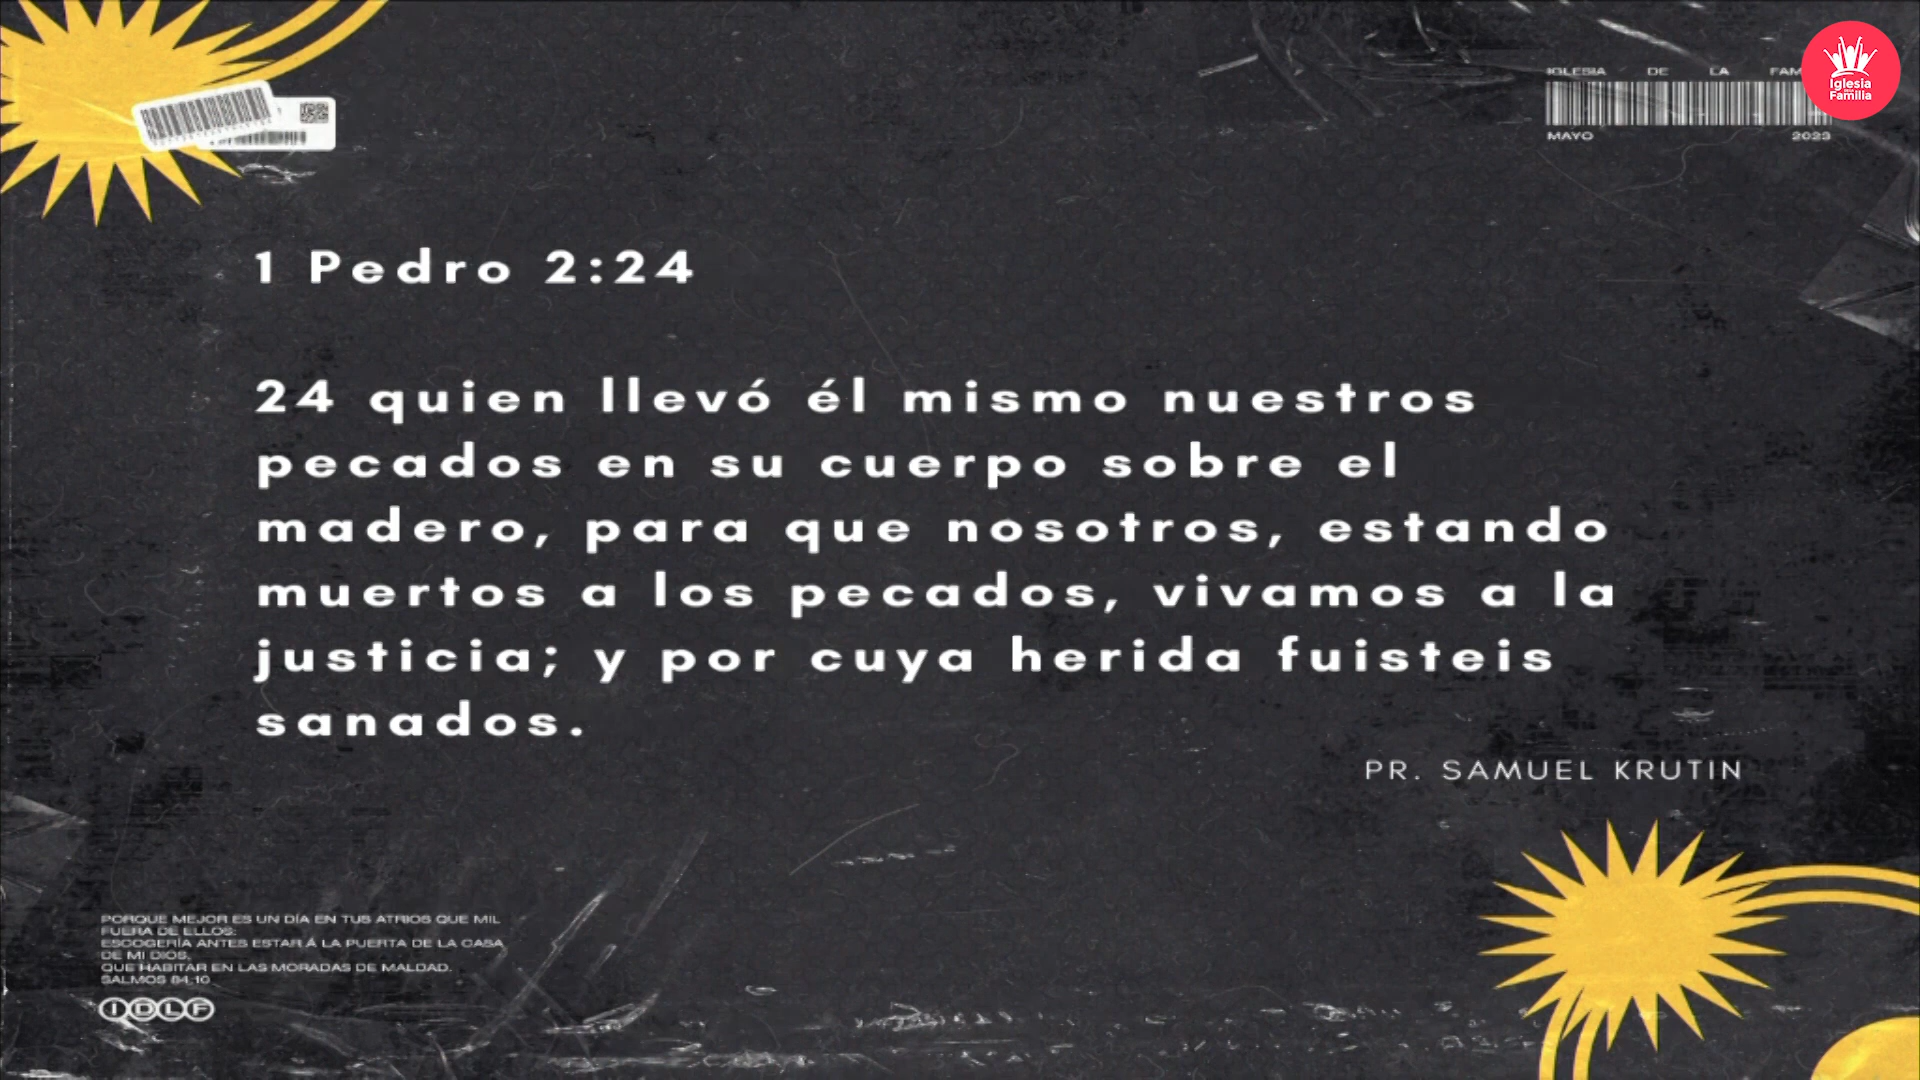 IGLESIA DE LA
Iglesia
Familia
MAYO 2023
1 Pedro 2:24
24 quien llevó él mismo nuestros
pecados en su cuerpo sobre el
madero, para que nosotros, estando
muertos a los pecados, vivamos a la
justicia; y por cuya herida fuisteis
sanados.
PR. SAMUEL KRUTIN
PORQUE MEJOR ES UN DÍA EN TUS ATRIOS QUE MIL
FUERA DE ELLOS:
ESCOGERÍA ANTES ESTAR Á LA PUERTA DE LA CASA
DE MI DIOS,
QUE HABITAR EN LAS MORADAS DE MALDAD.
SALMOS 84:10
IDLF